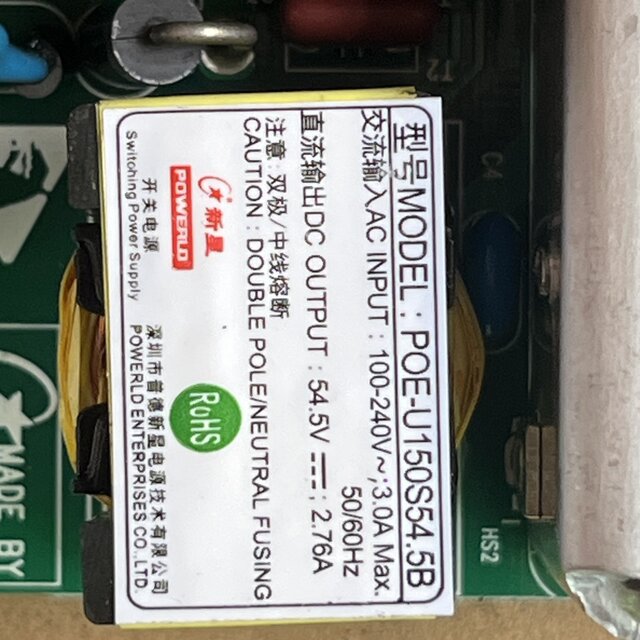 型号MODEL : POE-U150S54.5B
交流输入AC INPUT : 100-240V~;3.0A Max.
50/60Hz
直流输出DC OUTPUT : 54.5V⎓; 2.76A
注意: 双极/中线熔断
CAUTION : DOUBLE POLE/NEUTRAL FUSING
新星
POWERLD
RoHS
开关电源
Switching Power Supply
深圳市普德新星电源技术有限公司
POWERLD ENTERPRISES CO.,LTD.
T2
C4
HS2
MADE BY